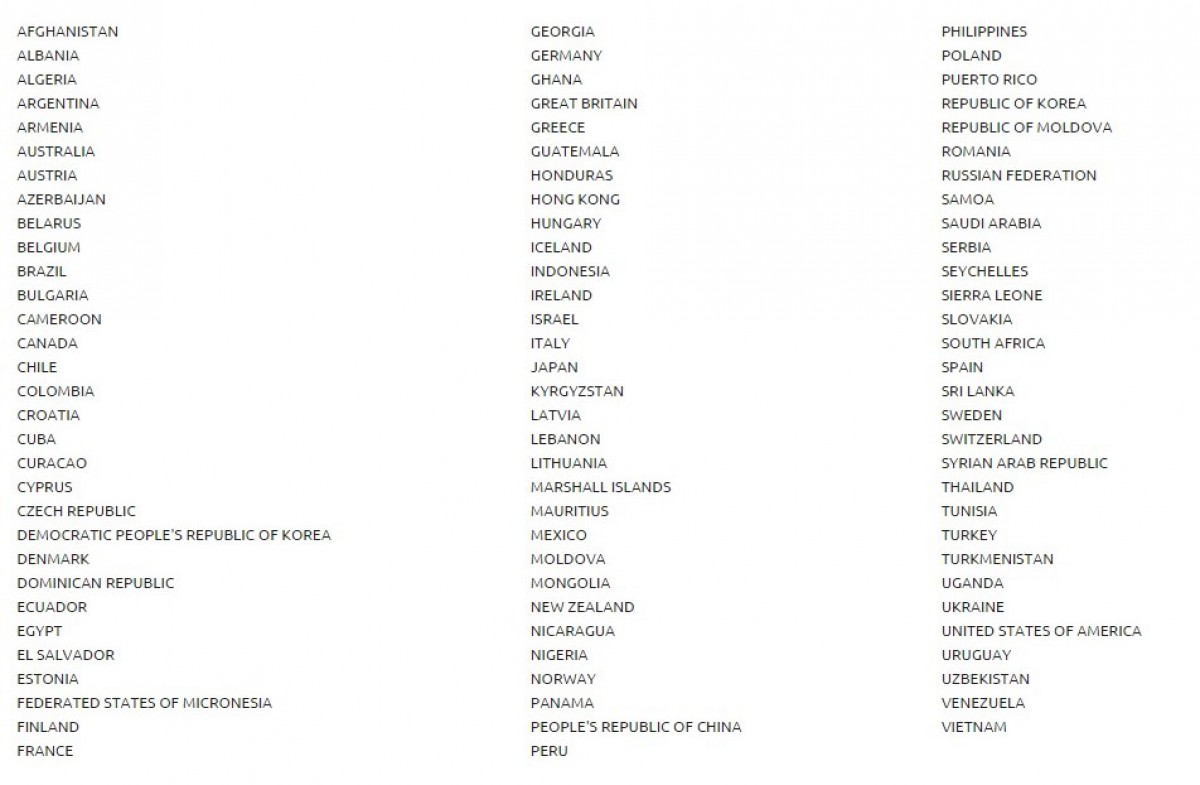 AFGHANISTAN
ALBANIA
ALGERIA
ARGENTINA
ARMENIA
AUSTRALIA
AUSTRIA
AZERBAIJAN
BELARUS
BELGIUM
BRAZIL
BULGARIA
CAMEROON
CANADA
CHILE
COLOMBIA
CROATIA
CUBA
CURACAO
CYPRUS
CZECH REPUBLIC
DEMOCRATIC PEOPLE'S REPUBLIC OF KOREA
DENMARK
DOMINICAN REPUBLIC
ECUADOR
EGYPT
EL SALVADOR
ESTONIA
FEDERATED STATES OF MICRONESIA
FINLAND
FRANCE
GEORGIA
GERMANY
GHANA
GREAT BRITAIN
GREECE
GUATEMALA
HONDURAS
HONG KONG
HUNGARY
ICELAND
INDONESIA
IRELAND
ISRAEL
ITALY
JAPAN
KYRGYZSTAN
LATVIA
LEBANON
LITHUANIA
MARSHALL ISLANDS
MAURITIUS
MEXICO
MOLDOVA
MONGOLIA
NEW ZEALAND
NICARAGUA
NIGERIA
NORWAY
PANAMA
PEOPLE'S REPUBLIC OF CHINA
PERU
PHILIPPINES
POLAND
PUERTO RICO
REPUBLIC OF KOREA
REPUBLIC OF MOLDOVA
ROMANIA
RUSSIAN FEDERATION
SAMOA
SAUDI ARABIA
SERBIA
SEYCHELLES
SIERRA LEONE
SLOVAKIA
SOUTH AFRICA
SPAIN
SRI LANKA
SWEDEN
SWITZERLAND
SYRIAN ARAB REPUBLIC
THAILAND
TUNISIA
TURKEY
TURKMENISTAN
UGANDA
UKRAINE
UNITED STATES OF AMERICA
URUGUAY
UZBEKISTAN
VENEZUELA
VIETNAM